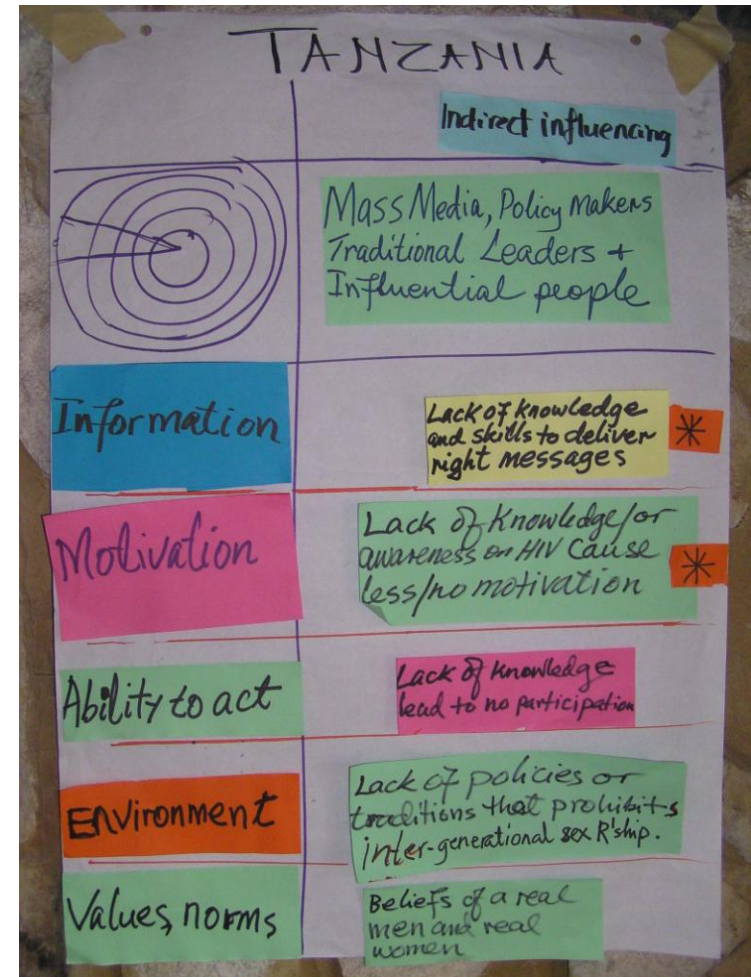 TANZANIA
Indirect influencing
Mass Media, Policy Makers
Traditional Leaders +
Influential people
Information
Lack of knowledge
and skills to deliver
right messages
*
Motivation
Lack of Knowledge/or
awareness on HIV Cause
less/no motivation
*
Ability to act
Lack of Knowledge
lead to no participation
Environment
Lack of policies or
traditions that prohibits
inter-generational sex R'ship.
Values, norms
Beliefs of a real
men and real
women